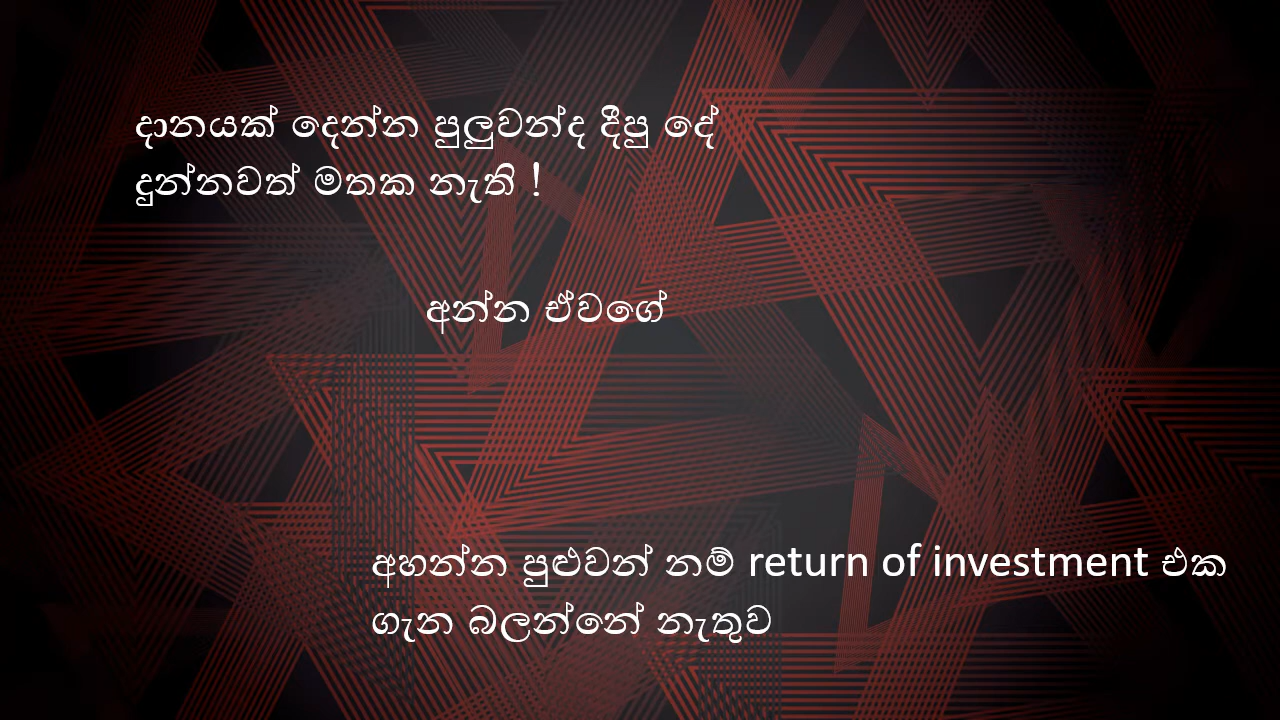 දානයක් දෙන්න පුලුවන්ද දීපු දේ
දුන්නවත් මතක නැති !
අන්න ඒවගේ
අහන්න පුළුවන් නම් return of investment එක
ගැන බලන්නේ නැතුව